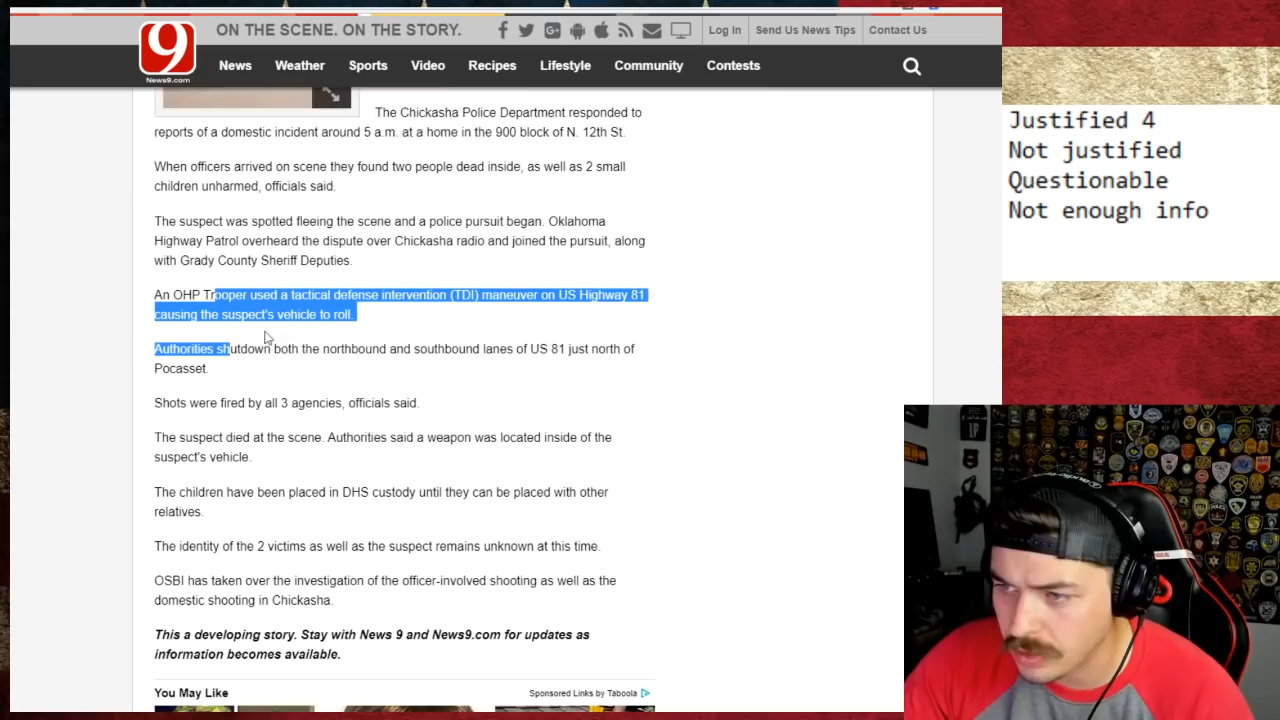 ON THE SCENE. ON THE STORY.
Log In
Send Us News Tips
Contact Us
9
News9.com
News
Weather
Sports
Video
Recipes
Lifestyle
Community
Contests
The Chickasha Police Department responded to
reports of a domestic incident around 5 a.m. at a home in the 900 block of N. 12th St.
When officers arrived on scene they found two people dead inside, as well as 2 small
children unharmed, officials said.
The suspect was spotted fleeing the scene and a police pursuit began. Oklahoma
Highway Patrol overheard the dispute over Chickasha radio and joined the pursuit, along
with Grady County Sheriff Deputies.
An OHP Trooper used a tactical defense intervention (TDI) maneuver on US Highway 81
causing the suspect's vehicle to roll.
Authorities shutdown both the northbound and southbound lanes of US 81 just north of
Pocasset.
Shots were fired by all 3 agencies, officials said.
The suspect died at the scene. Authorities said a weapon was located inside of the
suspect's vehicle.
The children have been placed in DHS custody until they can be placed with other
relatives.
The identity of the 2 victims as well as the suspect remains unknown at this time.
OSBI has taken over the investigation of the officer-involved shooting as well as the
domestic shooting in Chickasha.
This a developing story. Stay with News 9 and News9.com for updates as
information becomes available.
You May Like
Sponsored Links by Taboola
Justified 4
Not justified
Questionable
Not enough info